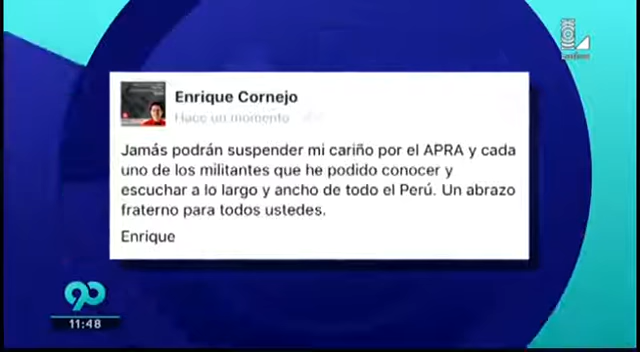 Enrique Cornejo
Hace un momento
Jamás podrán suspender mi cariño por el APRA y cada
uno de los militantes que he podido conocer y
escuchar a lo largo y ancho de todo el Perú. Un abrazo
fraterno para todos ustedes.
Enrique
90
11:48